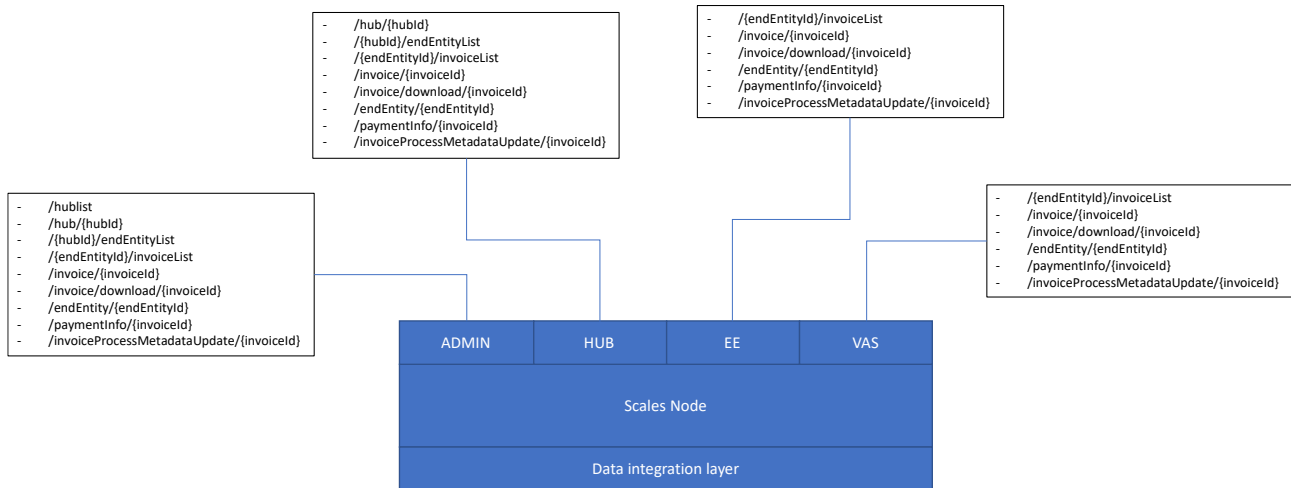 - /hub/{hubId}
- /{hubId}/endEntityList
- /{endEntityId}/invoiceList
- /invoice/{invoiceId}
- /invoice/download/{invoiceId}
- /endEntity/{endEntityId}
- /paymentInfo/{invoiceId}
- /invoiceProcessMetadataUpdate/{invoiceId}
- /{endEntityId}/invoiceList
- /invoice/{invoiceId}
- /invoice/download/{invoiceId}
- /endEntity/{endEntityId}
- /paymentInfo/{invoiceId}
- /invoiceProcessMetadataUpdate/{invoiceId}
- /hublist
- /hub/{hubId}
- /{hubId}/endEntityList
- /{endEntityId}/invoiceList
- /invoice/{invoiceId}
- /invoice/download/{invoiceId}
- /endEntity/{endEntityId}
- /paymentInfo/{invoiceId}
- /invoiceProcessMetadataUpdate/{invoiceId}
- /{endEntityId}/invoiceList
- /invoice/{invoiceId}
- /invoice/download/{invoiceId}
- /endEntity/{endEntityId}
- /paymentInfo/{invoiceId}
- /invoiceProcessMetadataUpdate/{invoiceId}
ADMIN HUB EE VAS
Scales Node
Data integration layer